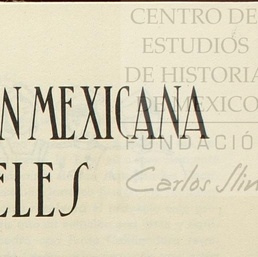 CENTRO DE
ESTUDIOS
DE HISTORIA
DE MEXICO
N MEXICANA
FUNDACIÓ
ELES
Carlos Slim